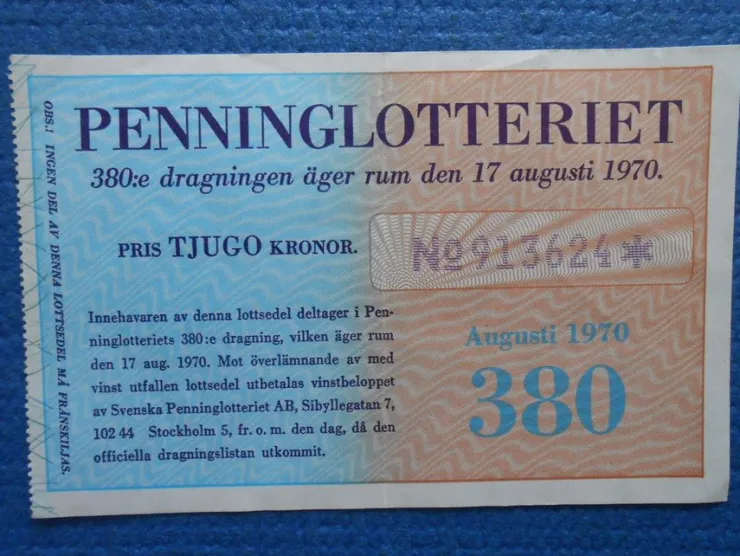 PENNINGLOTTERIET
380:e dragningen äger rum den 17 augusti 1970.
PRIS TJUGO KRONOR.
No 913624*
Innehavaren av denna lottsedel deltager i Pen-
ninglotteriets 380:e dragning, vilken äger rum
den 17 aug. 1970. Mot överlämnande av med
vinst utfallen lottsedel utbetalas vinstbeloppet
av Svenska Penninglotteriet AB, Sibyllegatan 7,
102 44 Stockholm 5, fr. o. m. den dag, då den
officiella dragningslistan utkommit.
Augusti 1970
380
OBS.! INGEN DEL AV DENNA LOTTSEDEL MÅ FRÅNSKILJAS.